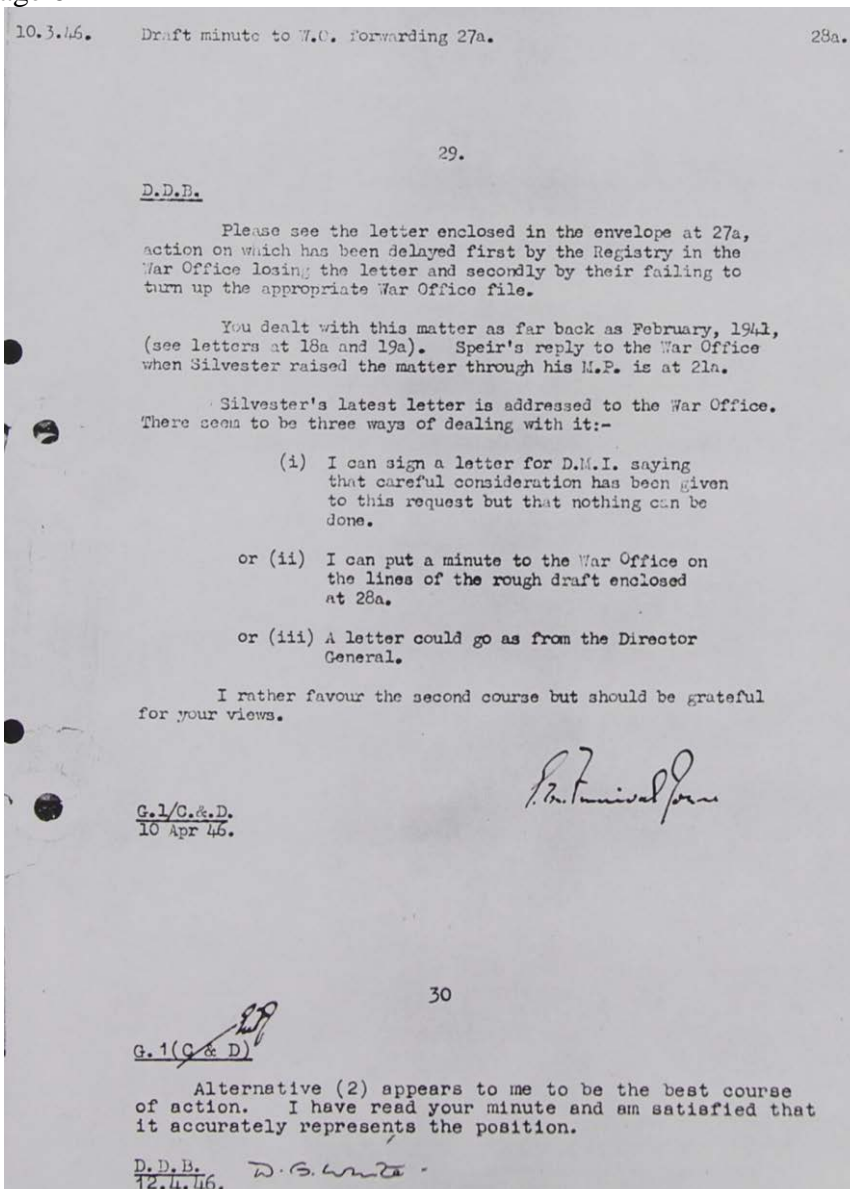 10.3.46. Draft minute to W.O. forwarding 27a. 28a.
29.
D.D.B.
Please see the letter enclosed in the envelope at 27a,
action on which has been delayed first by the Registry in the
War Office losing the letter and secondly by their failing to
turn up the appropriate War Office file.
You dealt with this matter as far back as February, 1941,
(see letters at 18a and 19a). Speir's reply to the War Office
when Silvester raised the matter through his M.P. is at 21a.
Silvester's latest letter is addressed to the War Office.
There seem to be three ways of dealing with it:-
(i) I can sign a letter for D.M.I. saying
that careful consideration has been given
to this request but that nothing can be
done.
or (ii) I can put a minute to the War Office on
the lines of the rough draft enclosed
at 28a.
or (iii) A letter could go as from the Director
General.
I rather favour the second course but should be grateful
for your views.
Furnival Jones
G.1/C.&.D.
10 Apr 46.
30
G.1(C & D)
Alternative (2) appears to me to be the best course
of action. I have read your minute and am satisfied that
it accurately represents the position.
D.D.B. D. G. White.
12.4.46.